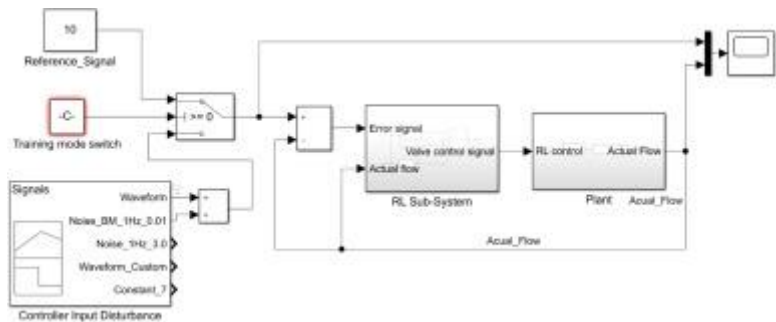 10
Reference_Signal
-C-
Training mode switch
>= 0
Error signal
Actual flow
Valve control signal
RL Sub-System
RL control
Actual Flow
Plant
Acual_Flow
Acual_Flow
Signals
Waveform
Noise_BM_1Hz_0.01
Noise_1Hz_3.0
Waveform_Custom
Constant_7
Controller Input Disturbance